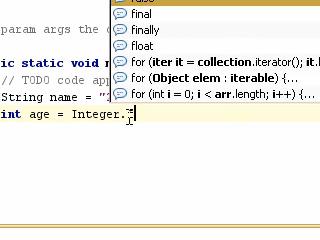 final
finally
float
for (iter it = collection.iterator(); it.
for (Object elem : iterable) {...
for (int i = 0; i < arr.length; i++) {...
param args the c
ic static void
// TODO code app
String name = "
int age = Integer.